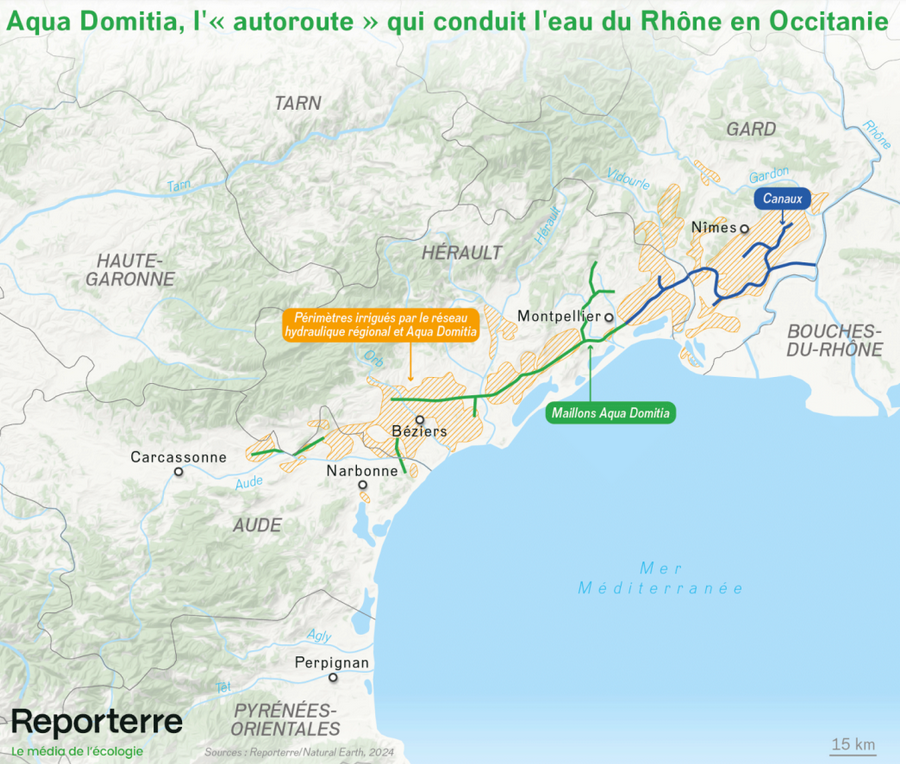 Aqua Domitia, l'« autoroute » qui conduit l'eau du Rhône en Occitanie
TARN
GARD
Rhône
Tarn
Vidourle
Gardon
Canaux
Hérault
Nîmes
HÉRAULT
HAUTE-
GARONNE
Périmètres irrigués par le réseau
hydraulique régional et Aqua Domitia
Montpellier
BOUCHES-
DU-RHÔNE
Orb
Maillons Aqua Domitia
Béziers
Carcassonne
Narbonne
Aude
AUDE
Mer
Méditerranée
Agly
Perpignan
Têt
PYRÉNÉES-
ORIENTALES
Reporterre
Le média de l'écologie
Sources : Reporterre/Natural Earth, 2024
15 km